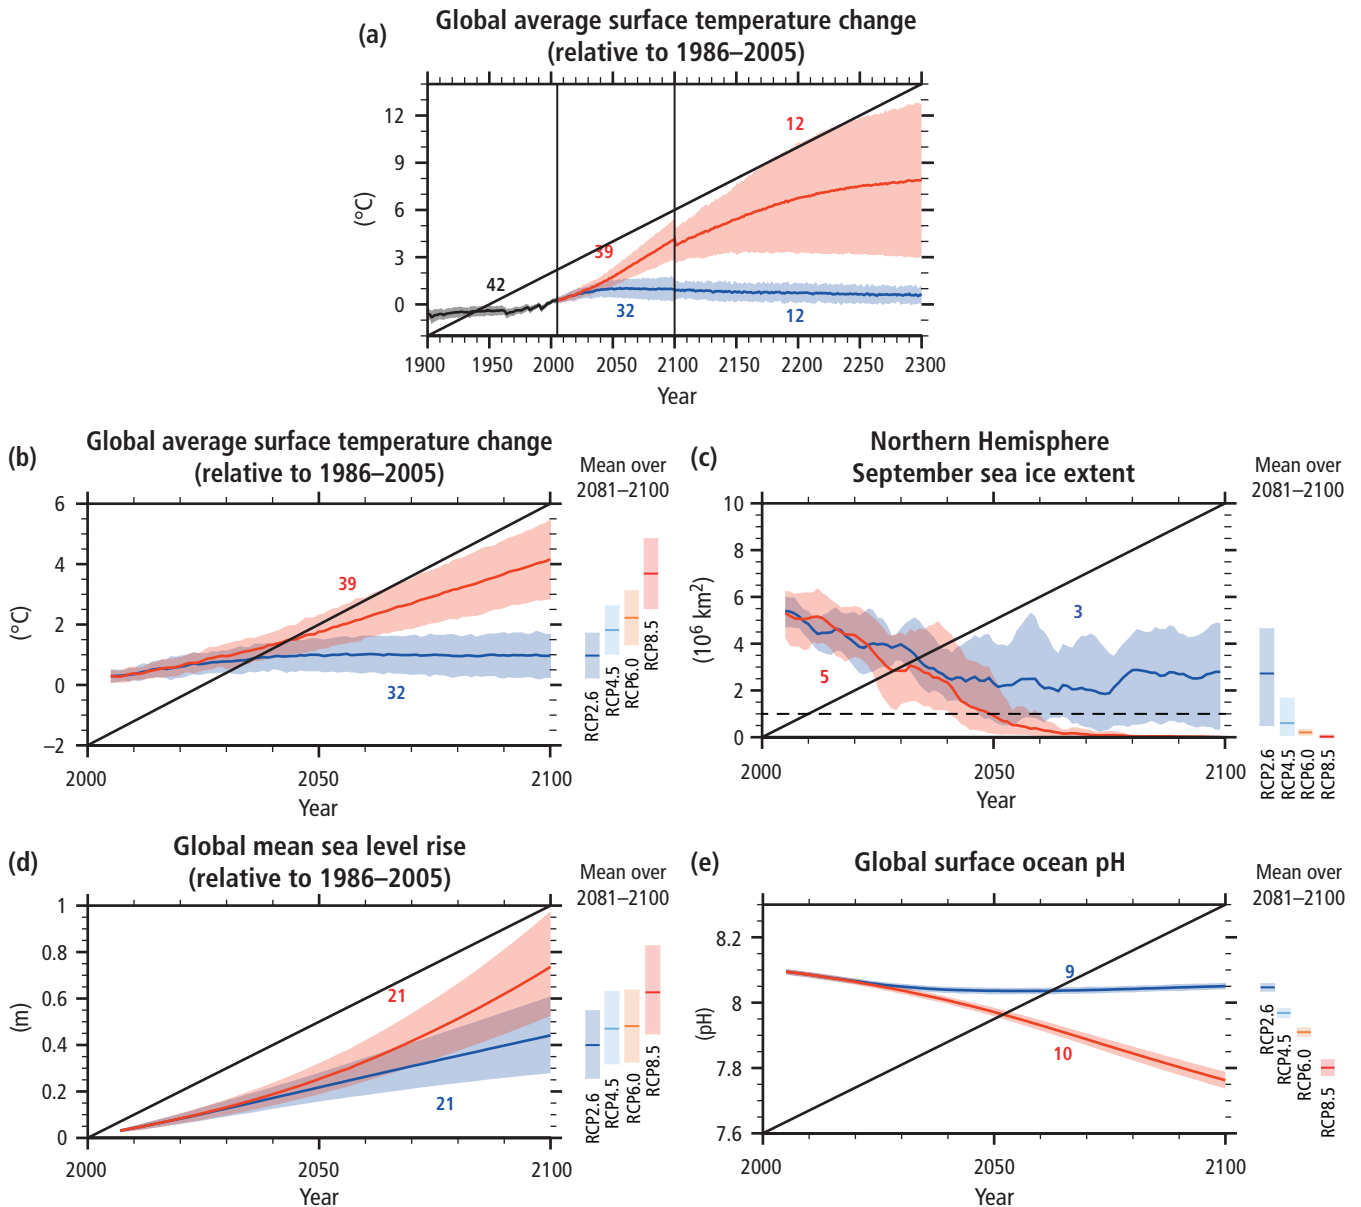 (a)
Global average surface temperature change
(relative to 1986–2005)
(°C)
12
9
6
3
0
42
39
32
12
12
1900 1950 2000 2050 2100 2150 2200 2250 2300
Year
(b)
Global average surface temperature change
(relative to 1986–2005)
Mean over
2081–2100
(°C)
6
4
2
0
–2
39
32
2000 2050 2100
Year
RCP2.6
RCP4.5
RCP6.0
RCP8.5
(c)
Northern Hemisphere
September sea ice extent
Mean over
2081–2100
(10⁶ km²)
10
8
6
4
2
0
3
5
2000 2050 2100
Year
RCP2.6
RCP4.5
RCP6.0
RCP8.5
(d)
Global mean sea level rise
(relative to 1986–2005)
Mean over
2081–2100
(m)
1
0.8
0.6
0.4
0.2
0
21
21
2000 2050 2100
Year
RCP2.6
RCP4.5
RCP6.0
RCP8.5
(e)
Global surface ocean pH
Mean over
2081–2100
(pH)
8.2
8
7.8
7.6
9
10
2000 2050 2100
Year
RCP2.6
RCP4.5
RCP6.0
RCP8.5